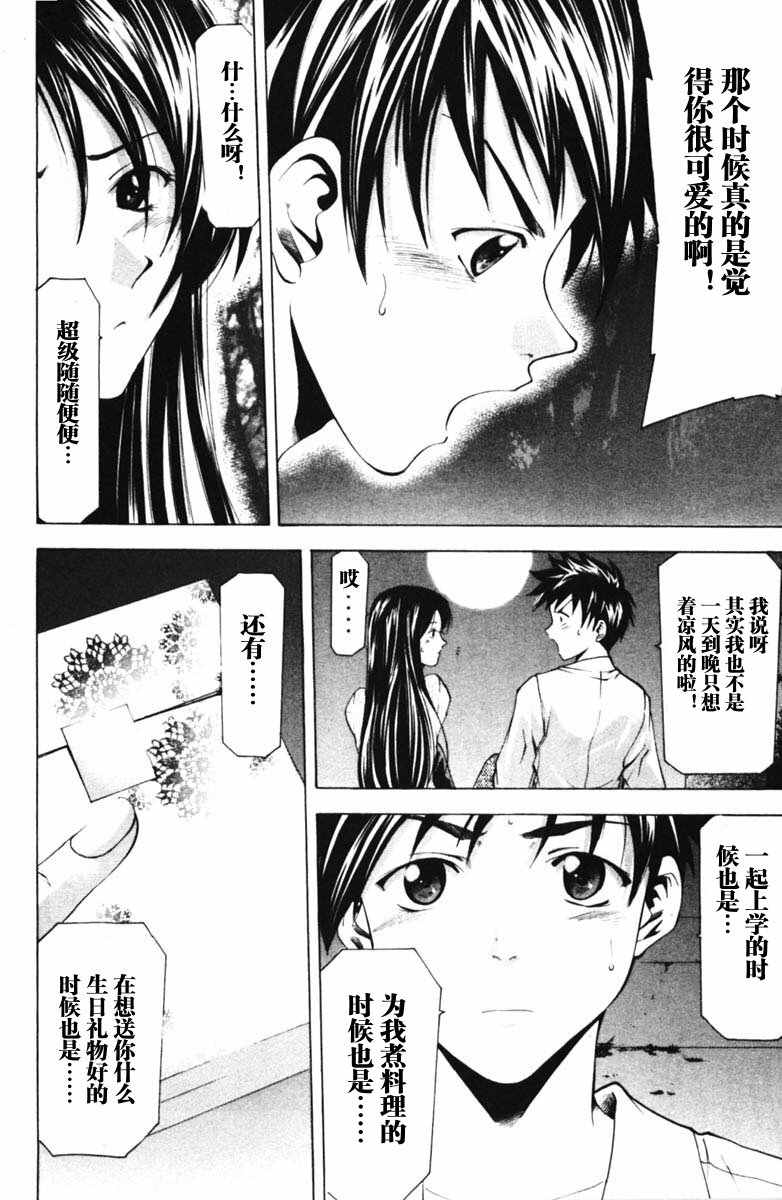 那个时候真的是觉
得你很可爱的啊！
什…什么呀！
超级随随便便…
我说呀
其实我也不是
一天到晚只想
着凉风的啦！
哎‥‥
一起上学的时
候也是…
为我煮料理的
时候也是……
还有……
在想送你什么
生日礼物好的
时候也是……